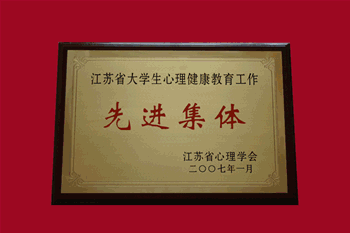 江苏省大学生心理健康教育工作
先进集体
江苏省心理学会
二〇〇七年一月